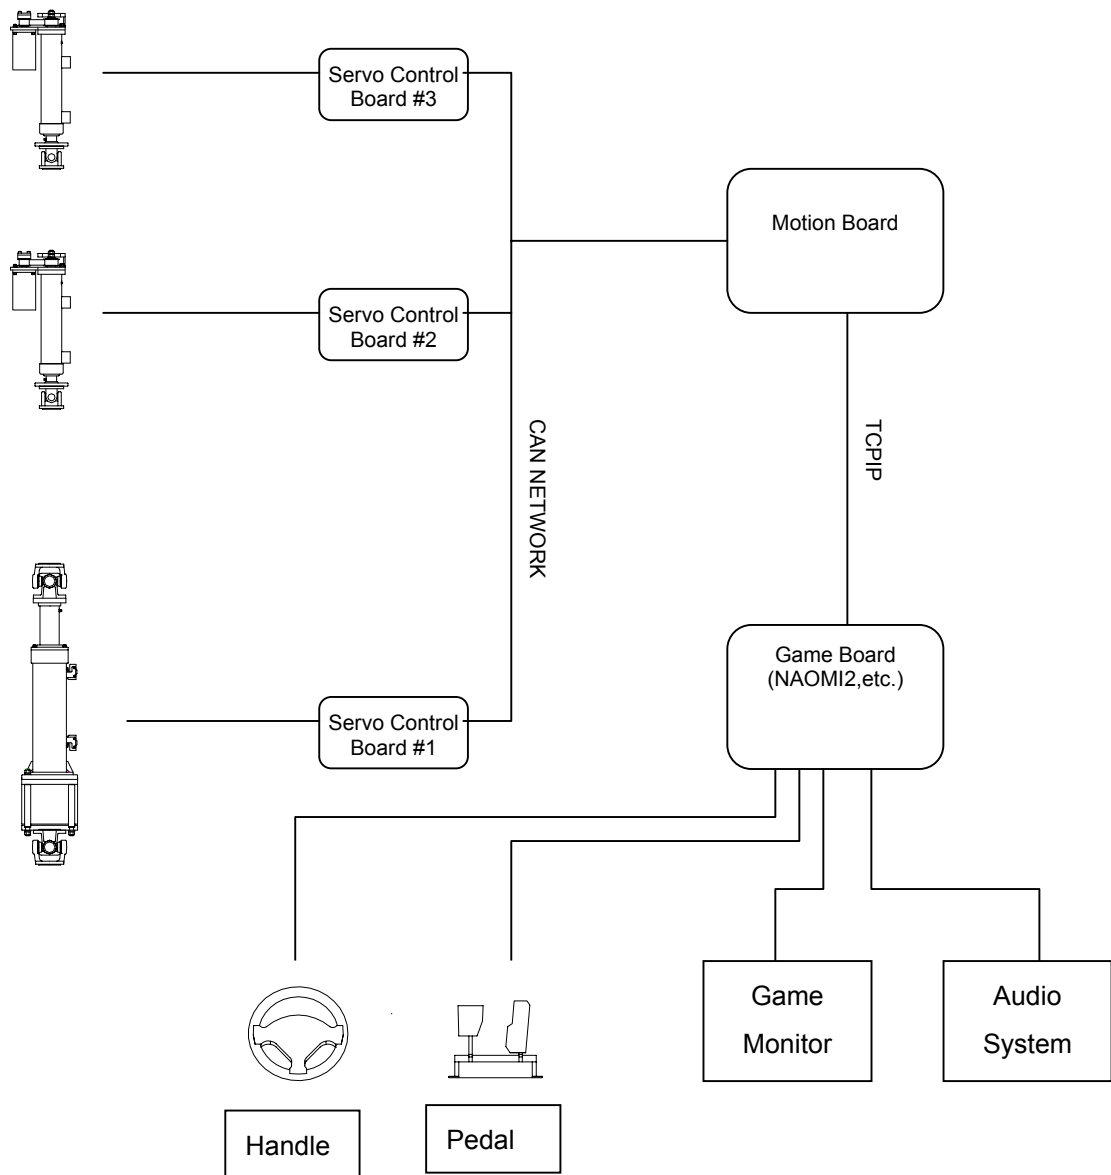 Servo Control
Board #3
Motion Board
Servo Control
Board #2
CAN NETWORK
TCPIP
Game Board
(NAOMI2,etc.)
Servo Control
Board #1
Game
Monitor
Audio
System
Handle
Pedal